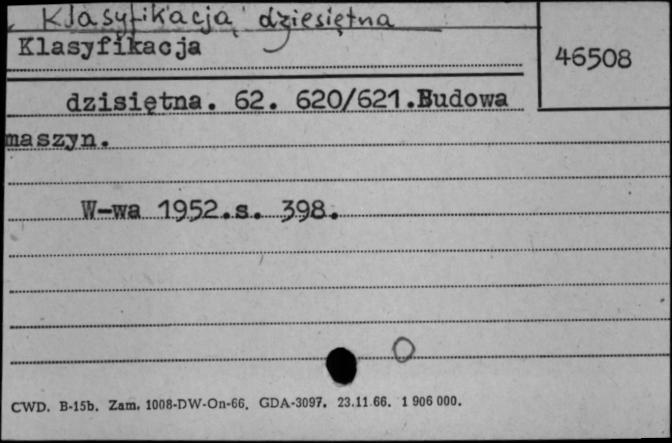 Klasyfikacja dziesiętna
Klasyfikacja
46508
dzisiętna. 62. 620/621.Budowa
maszyn.
W-wa 1952.s. 398.
CWD. B-15b. Zam. 1008-DW-On-66. GDA-3097. 23.11.66. 1 906 000.